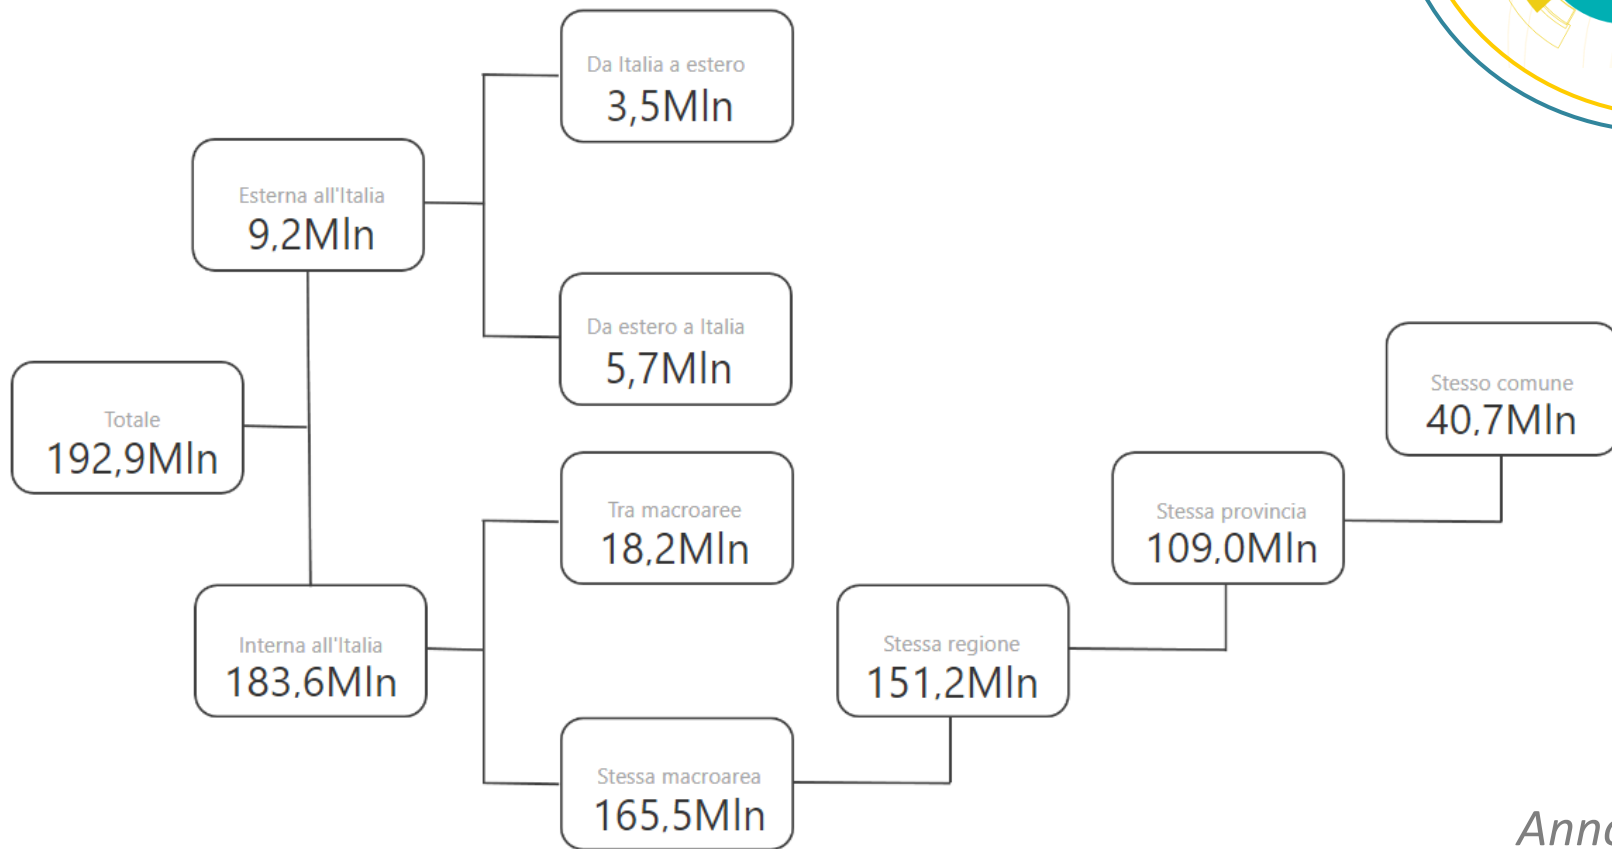 Da Italia a estero
3,5Mln
Esterna all'Italia
9,2Mln
Da estero a Italia
5,7Mln
Totale
192,9Mln
Stesso comune
40,7Mln
Tra macroaree
18,2Mln
Stessa provincia
109,0Mln
Interna all'Italia
183,6Mln
Stessa regione
151,2Mln
Stessa macroarea
165,5Mln